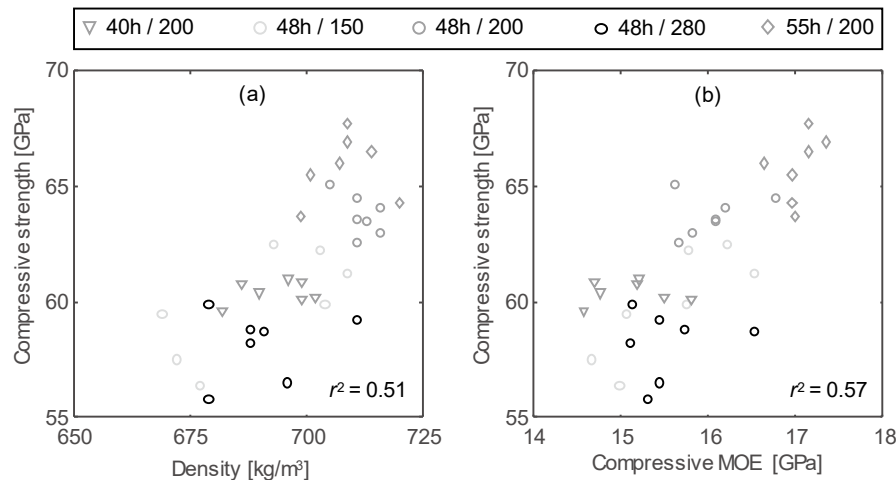 40h / 200 48h / 150 48h / 200 48h / 280 55h / 200
(a)
Compressive strength [GPa]
70
65
60
55
650 675 700 725
r² = 0.51
Density [kg/m³]
(b)
Compressive strength [GPa]
70
65
60
55
14 15 16 17 18
r² = 0.57
Compressive MOE [GPa]